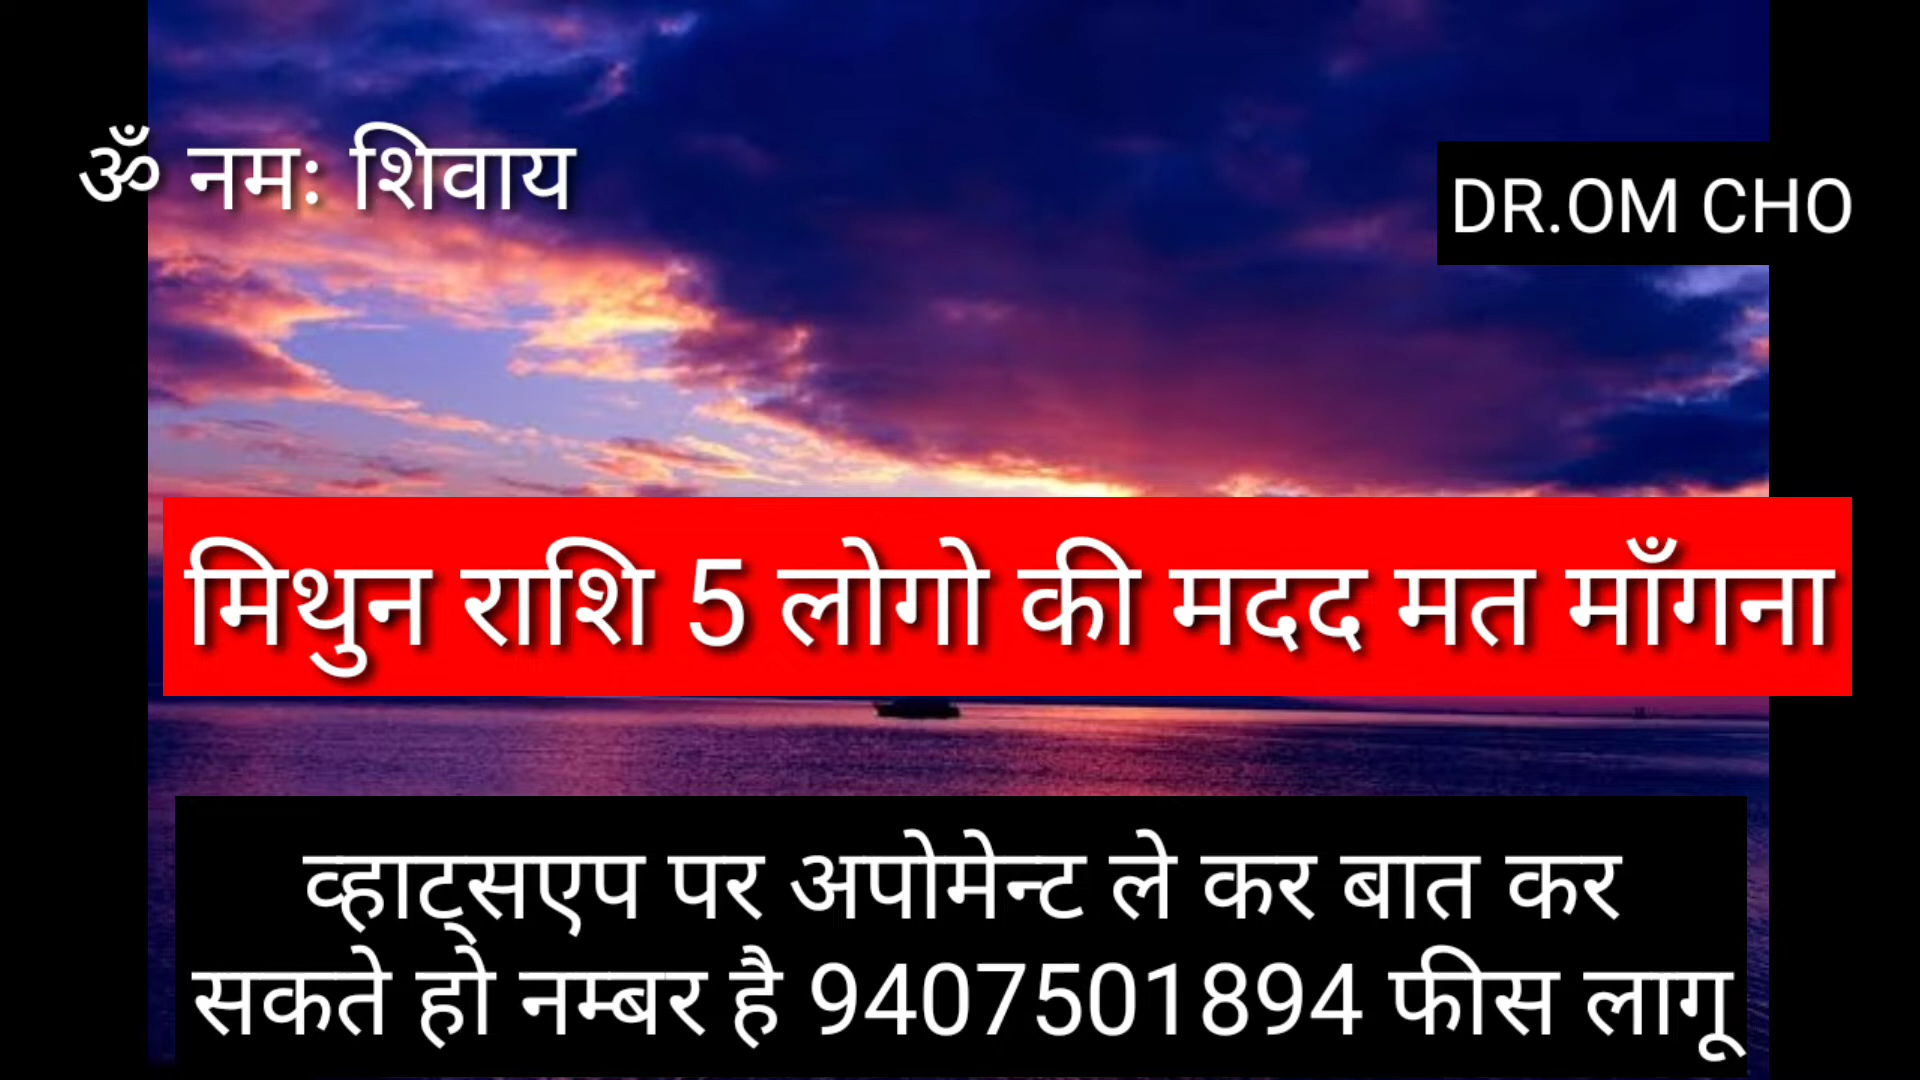 ॐ नमः शिवाय
DR.OM CHO
मिथुन राशि 5 लोगो की मदद मत माँगना
व्हाट्सएप पर अपोमेन्ट ले कर बात कर
सकते हो नम्बर है 9407501894 फीस लागू